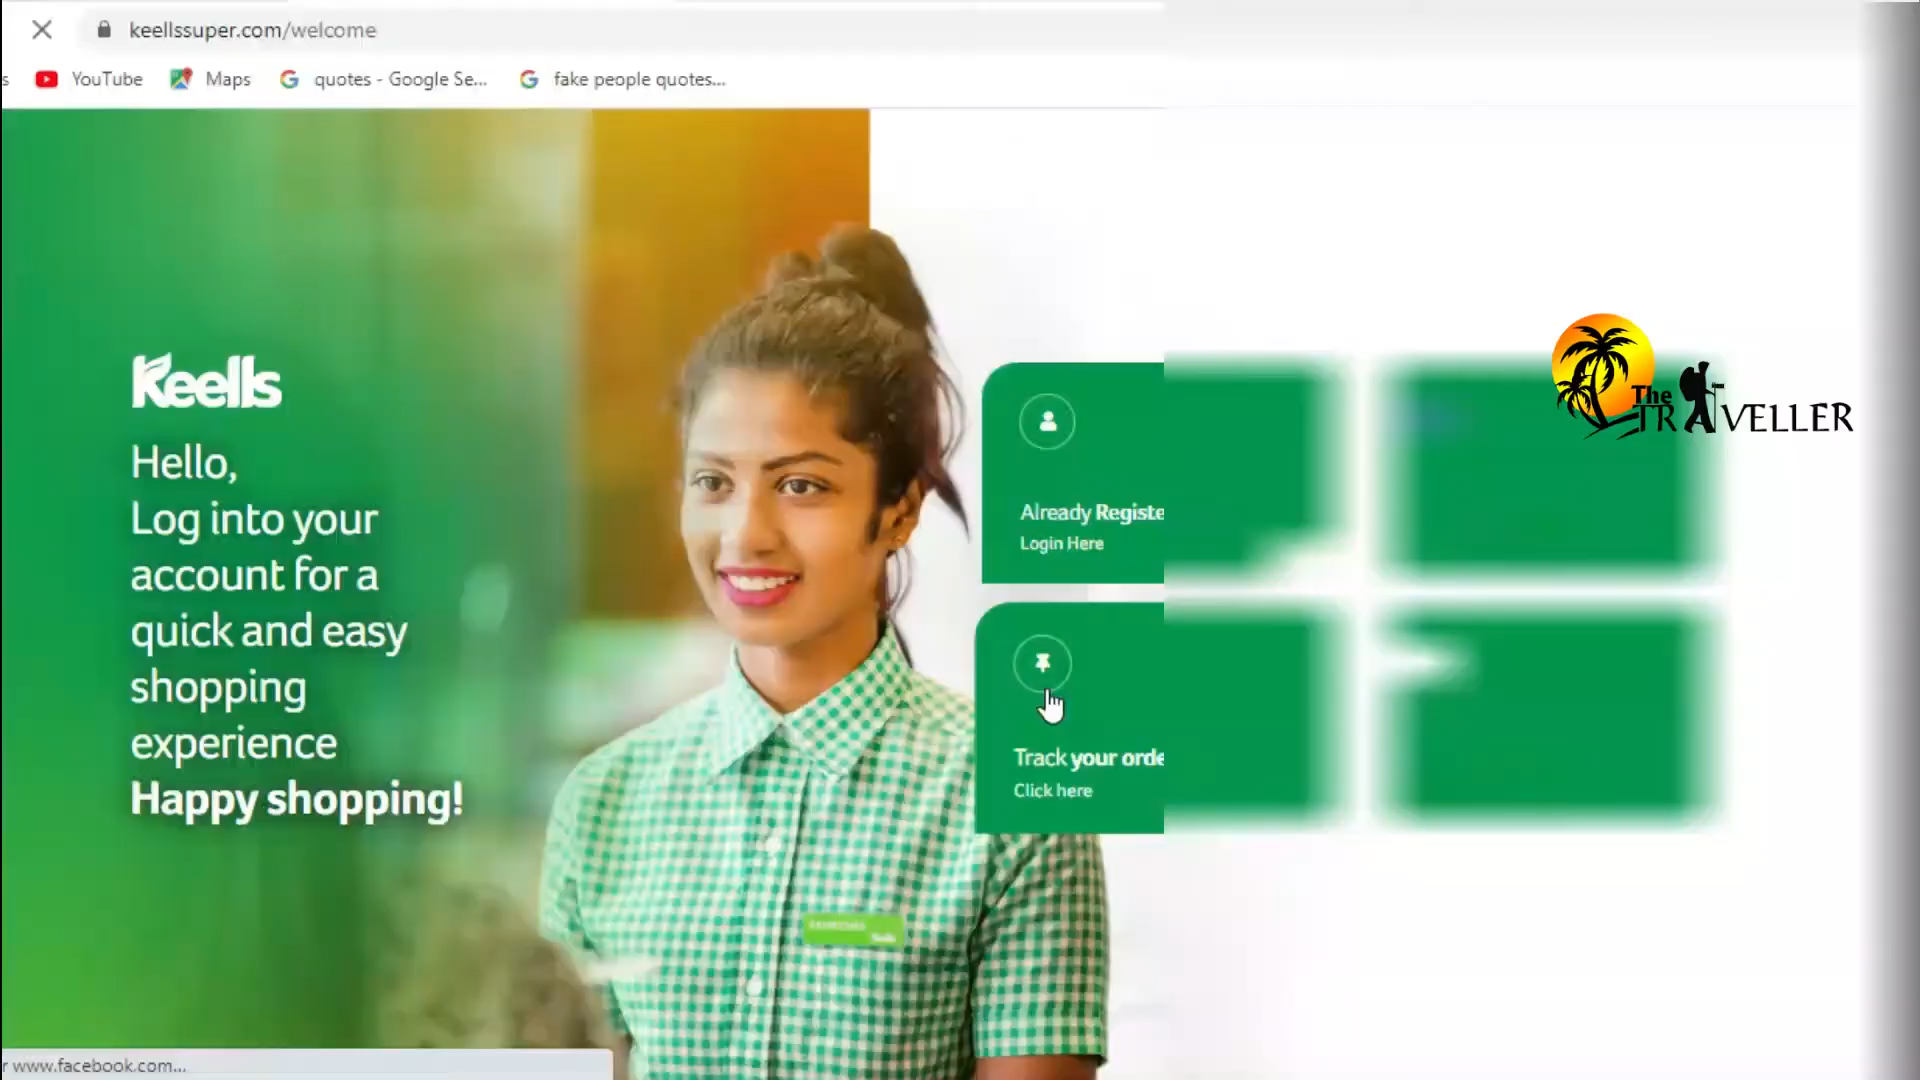 keellssuper.com/welcome
s YouTube Maps quotes - Google Se... fake people quotes...
Keells
Hello,
Log into your
account for a
quick and easy
shopping
experience
Happy shopping!
Already Registe
Login Here
Track your orde
Click here
The
TRAVELLER
r www.facebook.com...